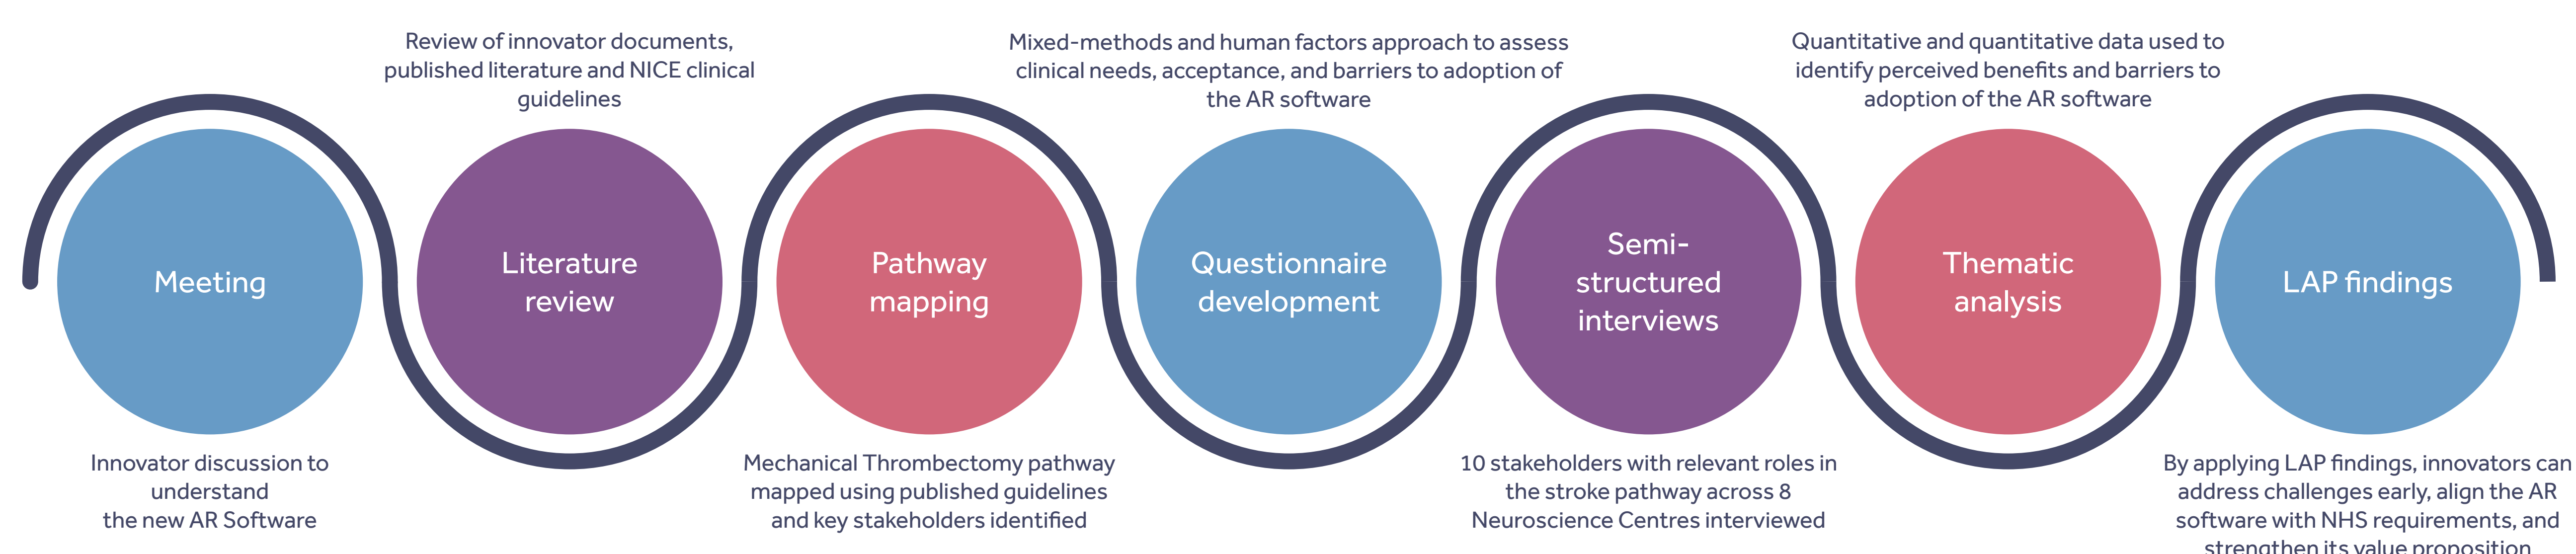 Meeting
Innovator discussion to
understand
the new AR Software
Review of innovator documents,
published literature and NICE clinical
guidelines
Literature
review
Pathway
mapping
Mechanical Thrombectomy pathway
mapped using published guidelines
and key stakeholders identified
Mixed-methods and human factors approach to assess
clinical needs, acceptance, and barriers to adoption of
the AR software
Questionnaire
development
Semi-
structured
interviews
10 stakeholders with relevant roles in
the stroke pathway across 8
Neuroscience Centres interviewed
Quantitative and quantitative data used to
identify perceived benefits and barriers to
adoption of the AR software
Thematic
analysis
LAP findings
By applying LAP findings, innovators can
address challenges early, align the AR
software with NHS requirements, and
strengthen its value proposition